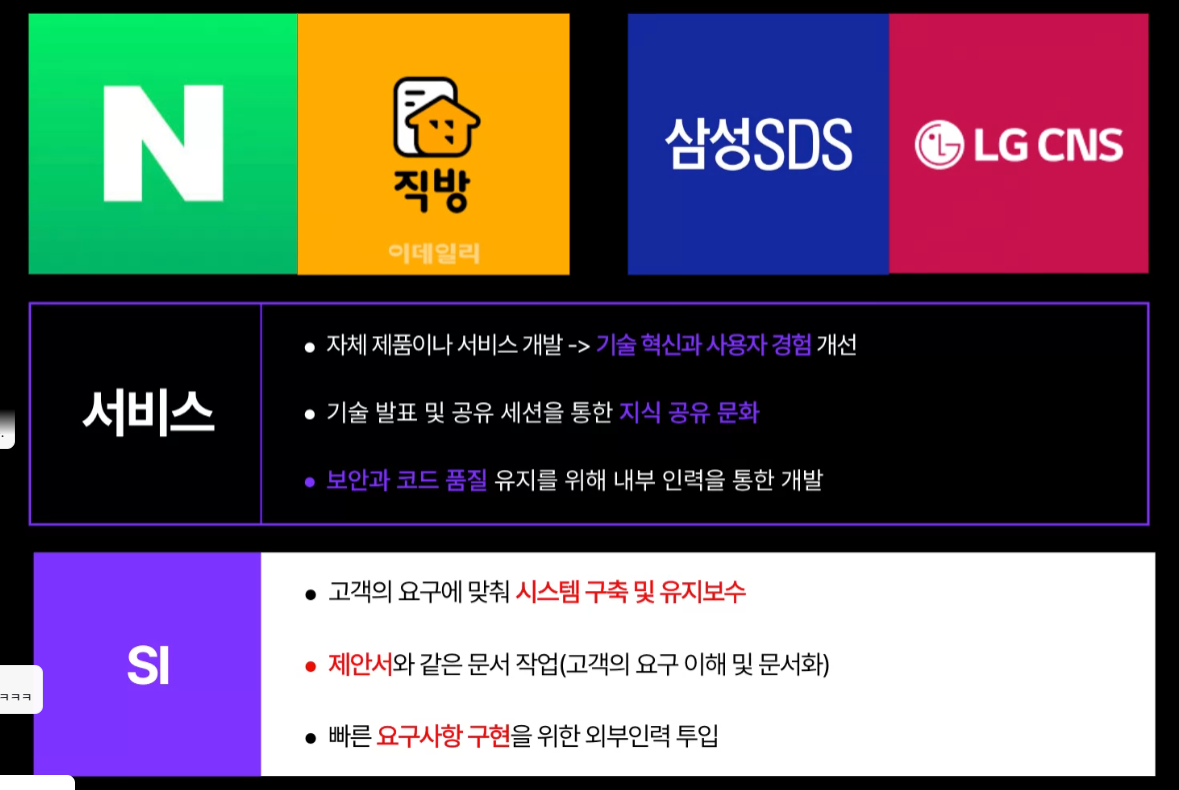 N
직방
이데일리
삼성SDS
LG CNS
서비스
• 자체 제품이나 서비스 개발 -> 기술 혁신과 사용자 경험 개선
• 기술 발표 및 공유 세션을 통한 지식 공유 문화
• 보안과 코드 품질 유지를 위해 내부 인력을 통한 개발
SI
• 고객의 요구에 맞춰 시스템 구축 및 유지보수
• 제안서와 같은 문서 작업(고객의 요구 이해 및 문서화)
• 빠른 요구사항 구현을 위한 외부인력 투입
ㅋㅋㅋ